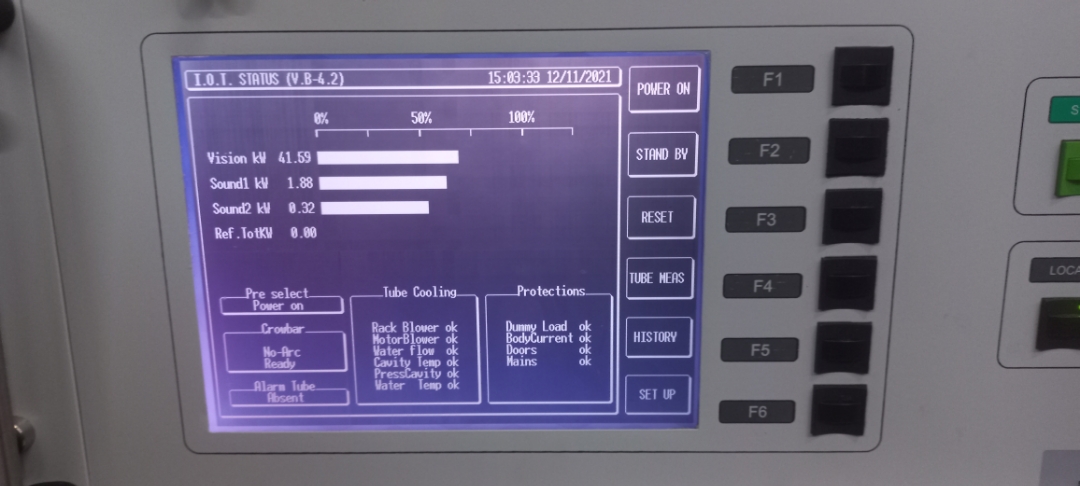 I.O.T. STATUS (V.B-4.2) 15:03:33 12/11/2021
0% 50% 100%
Vision kW 41.59
Sound1 kW 1.88
Sound2 kW 0.32
Ref.TotKW 0.00
Pre select
Power on
Crowbar
No-Arc
Ready
Alarm Tube
Absent
Tube Cooling
Rack Blower ok
MotorBlower ok
Water flow ok
Cavity Temp ok
PressCavity ok
Water Temp ok
Protections
Dummy Load ok
BodyCurrent ok
Doors ok
Mains ok
POWER ON
STAND BY
RESET
TUBE MEAS
HISTORY
SET UP
F1
F2
F3
F4
F5
F6
S
LOCA